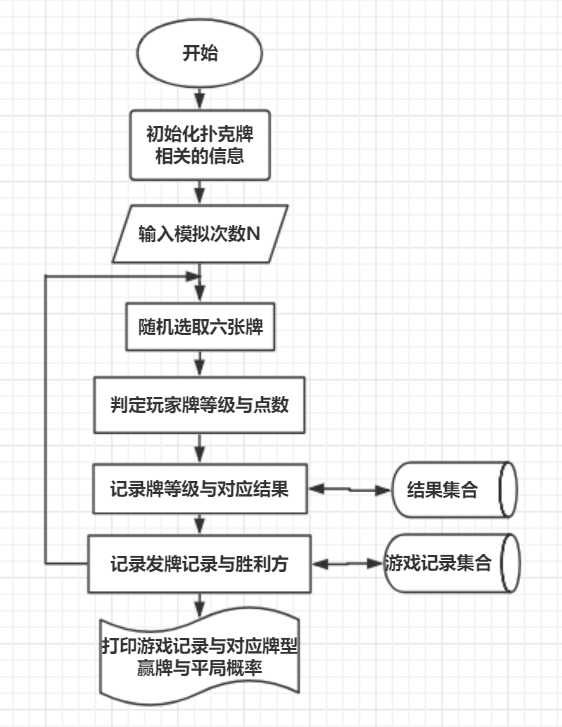 开始
初始化扑克牌
相关的信息
输入模拟次数N
随机选取六张牌
判定玩家牌等级与点数
记录牌等级与对应结果
结果集合
记录发牌记录与胜利方
游戏记录集合
打印游戏记录与对应牌型
赢牌与平局概率